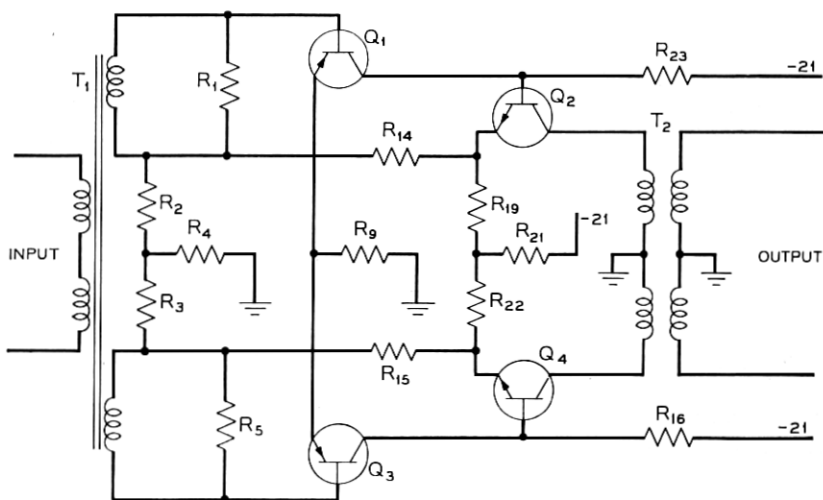 Q1
T1
R1
R23
-21
Q2
T2
R14
R2
R19
-21
R4
R9
R21
INPUT
OUTPUT
R3
R22
R15
Q4
R5
R16
-21
Q3